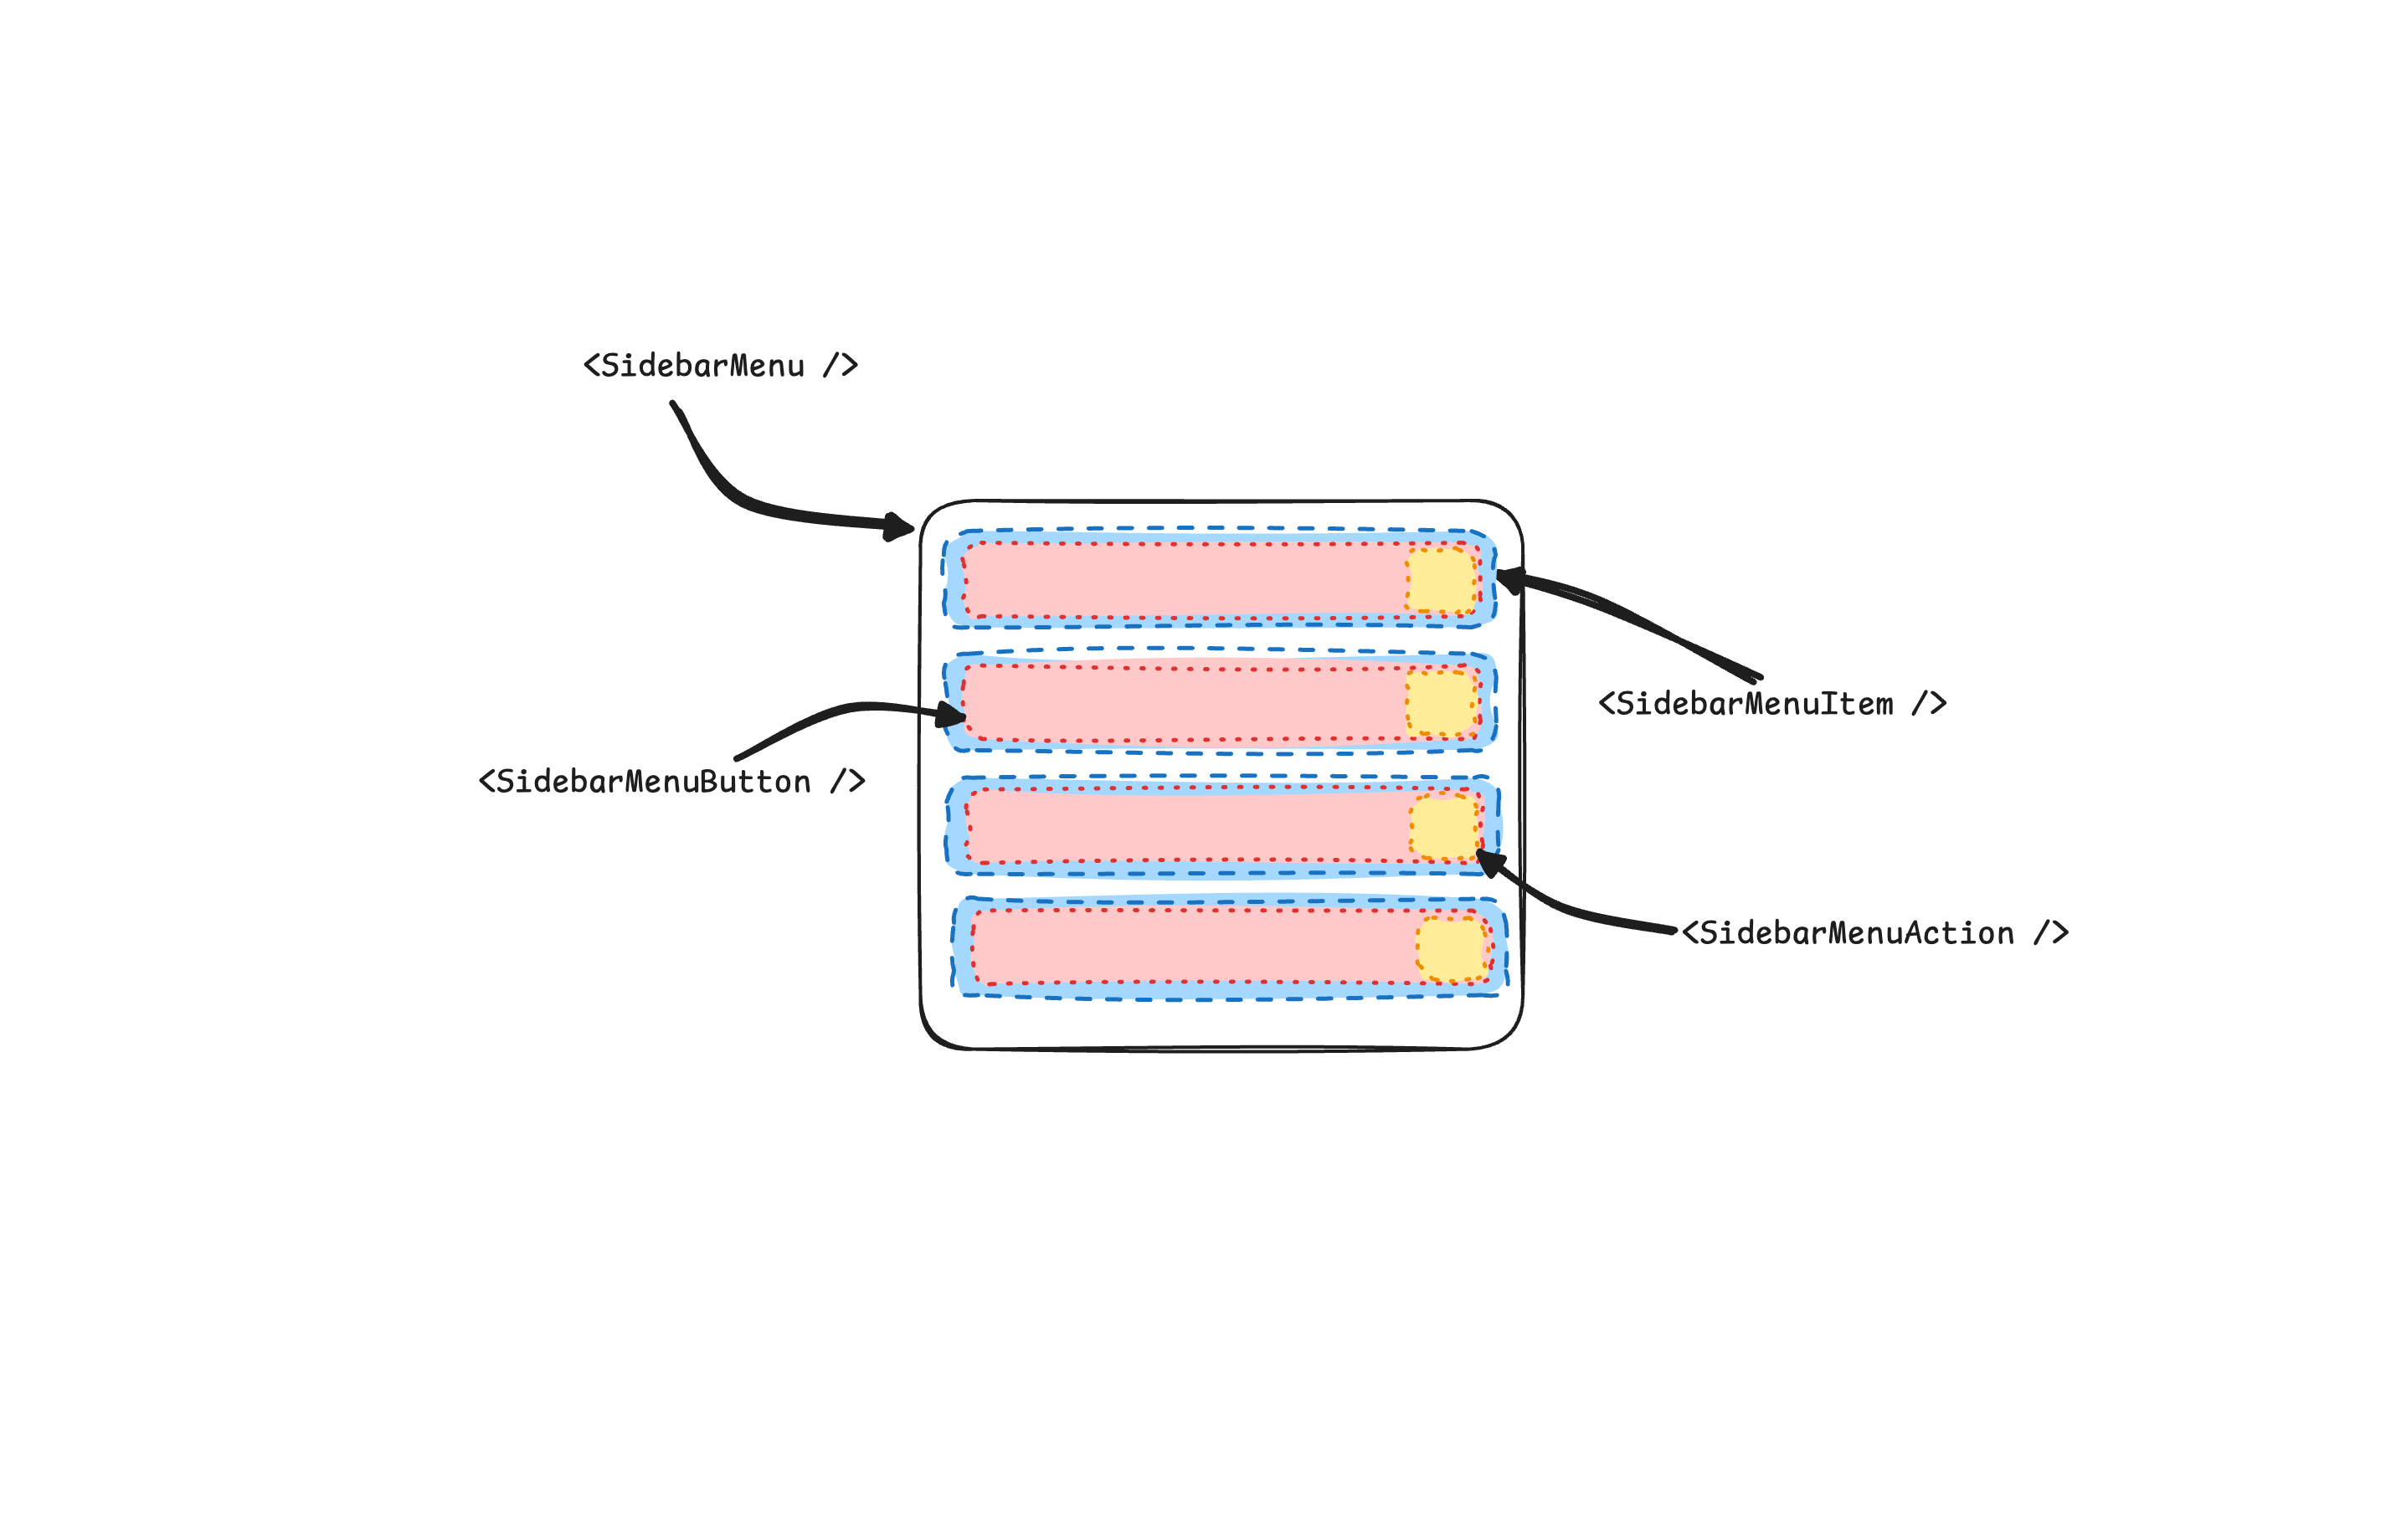 <SidebarMenu />
<SidebarMenuItem />
<SidebarMenuButton />
<SidebarMenuAction />